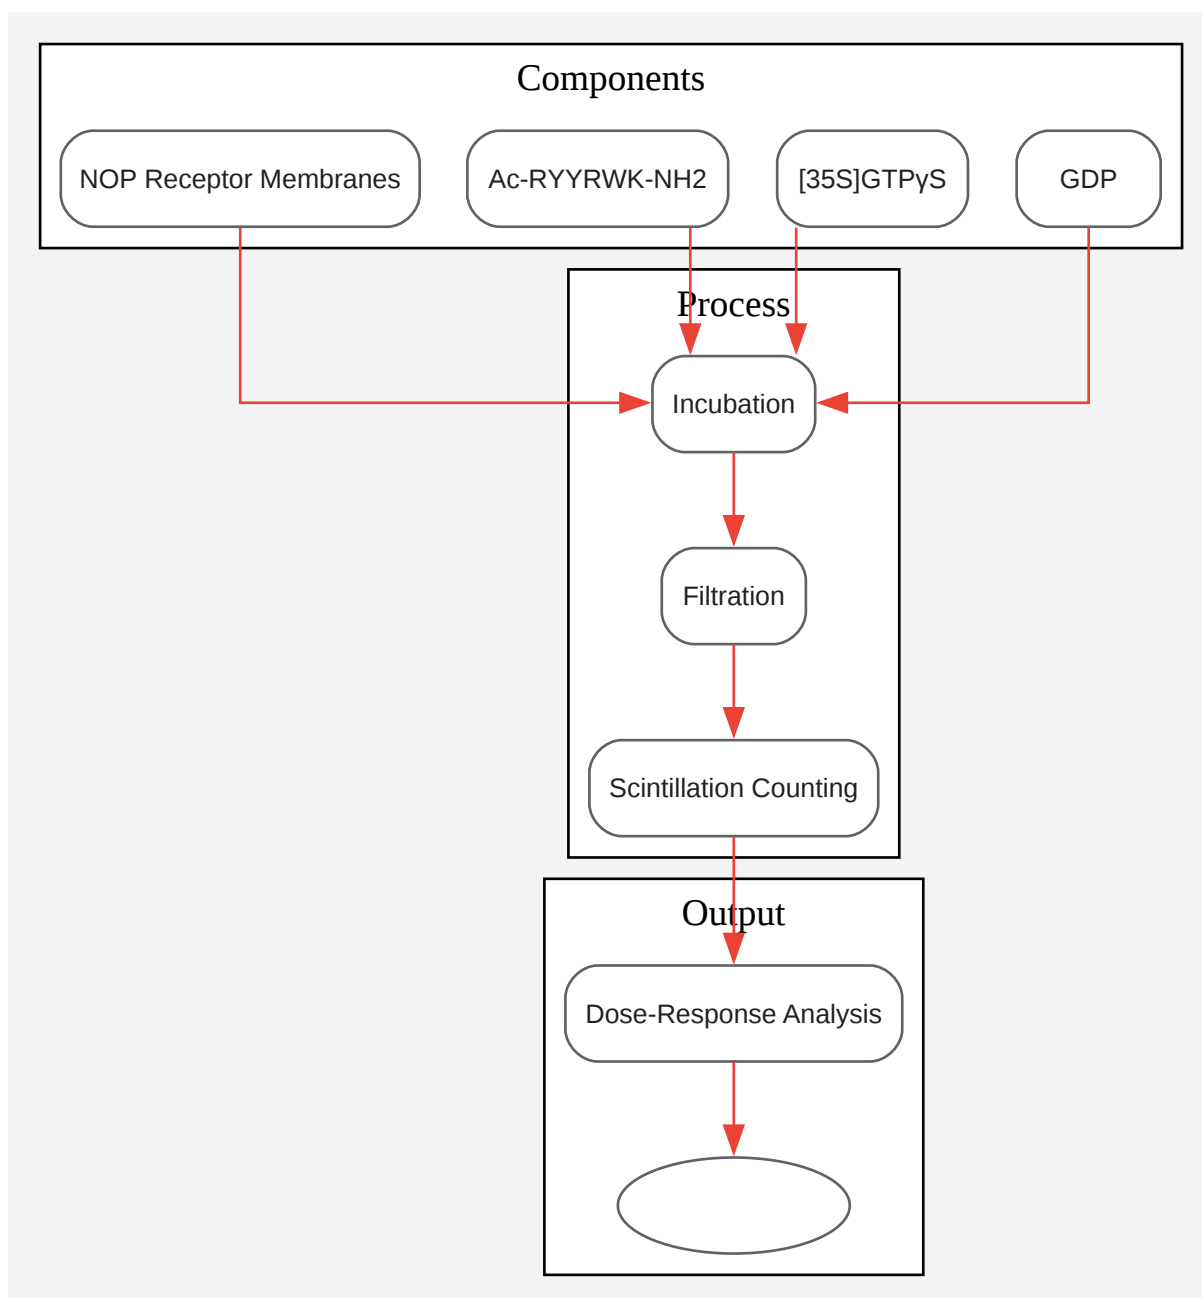 Components
NOP Receptor Membranes
Ac-RYYRWK-NH2
[35S]GTPγS
GDP
Process
Incubation
Filtration
Scintillation Counting
Output
Dose-Response Analysis